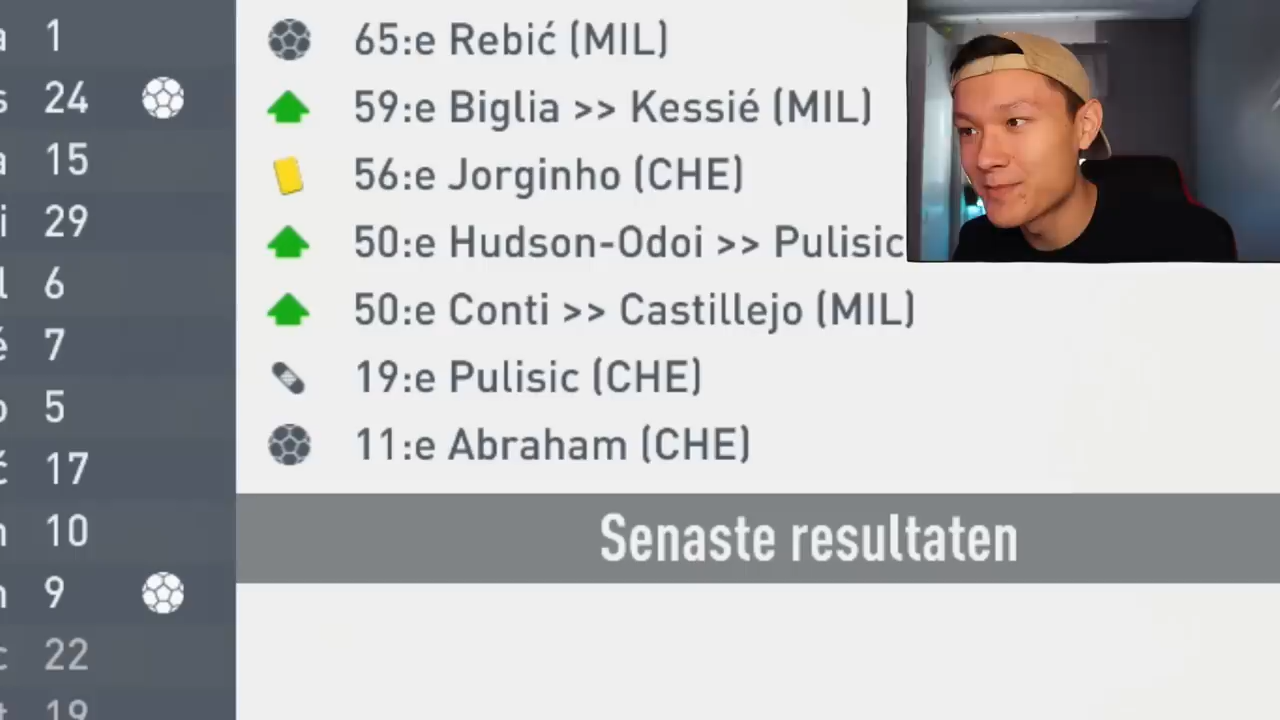 1
24
15
29
6
7
5
17
10
9
22
19
65:e Rebić (MIL)
59:e Biglia >> Kessié (MIL)
56:e Jorginho (CHE)
50:e Hudson-Odoi >> Pulisic
50:e Conti >> Castillejo (MIL)
19:e Pulisic (CHE)
11:e Abraham (CHE)
Senaste resultaten